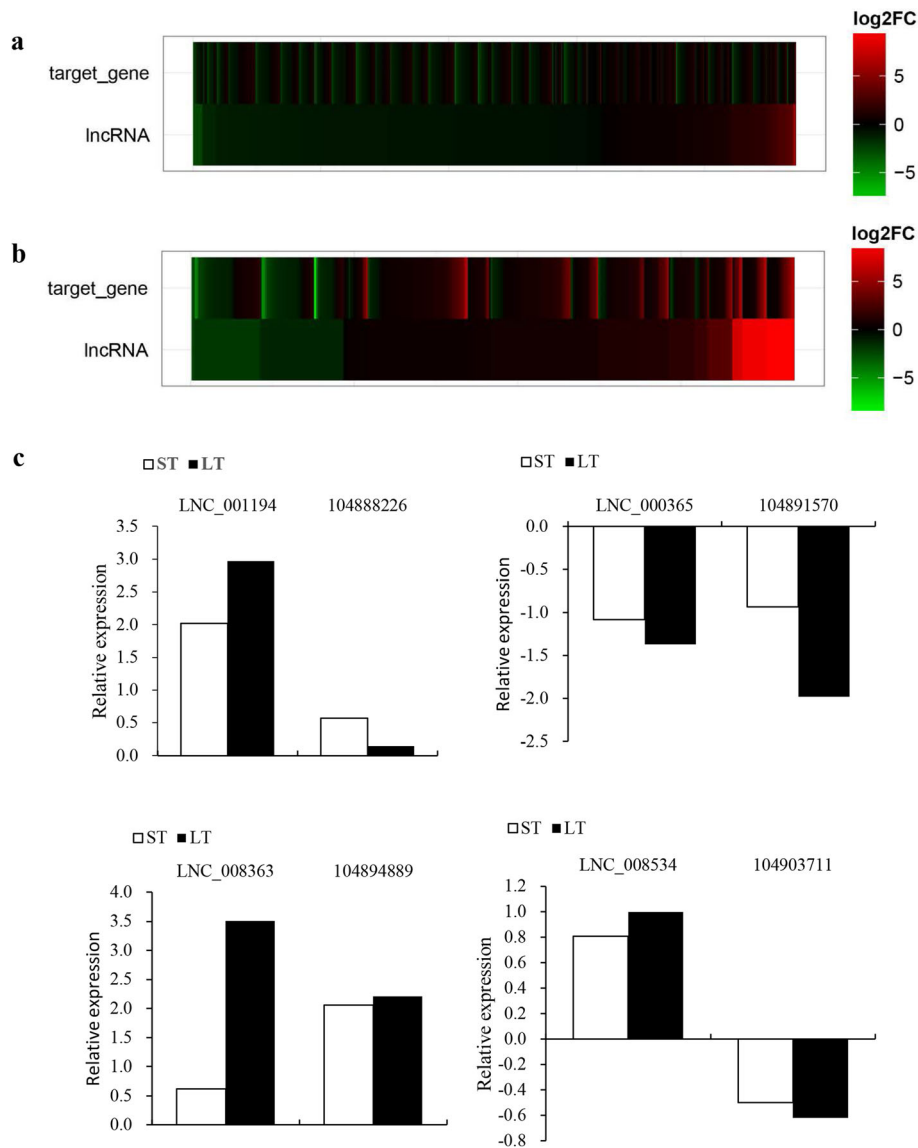 a
log2FC
target_gene
lncRNA
5
0
−5
b
log2FC
target_gene
lncRNA
5
0
−5
c
ST LT
LNC_001194 104888226
Relative expression
3.5
3.0
2.5
2.0
1.5
1.0
0.5
0.0
ST LT
LNC_000365 104891570
Relative expression
0.0
-0.5
-1.0
-1.5
-2.0
-2.5
ST LT
LNC_008363 104894889
Relative expression
4.0
3.5
3.0
2.5
2.0
1.5
1.0
0.5
0.0
ST LT
LNC_008534 104903711
Relative expression
1.2
1.0
0.8
0.6
0.4
0.2
0.0
-0.2
-0.4
-0.6
-0.8